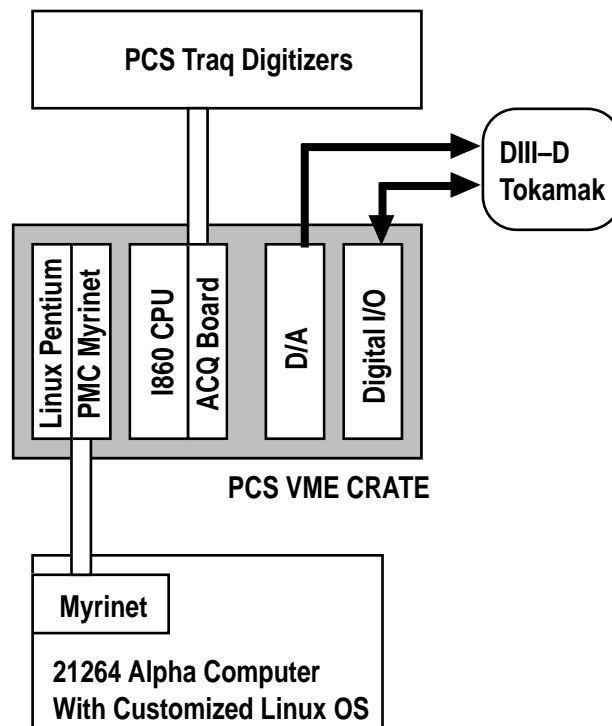 PCS Traq Digitizers
DIII–D
Tokamak
Linux Pentium
PMC Myrinet
I860 CPU
ACQ Board
D/A
Digital I/O
PCS VME CRATE
Myrinet
21264 Alpha Computer
With Customized Linux OS